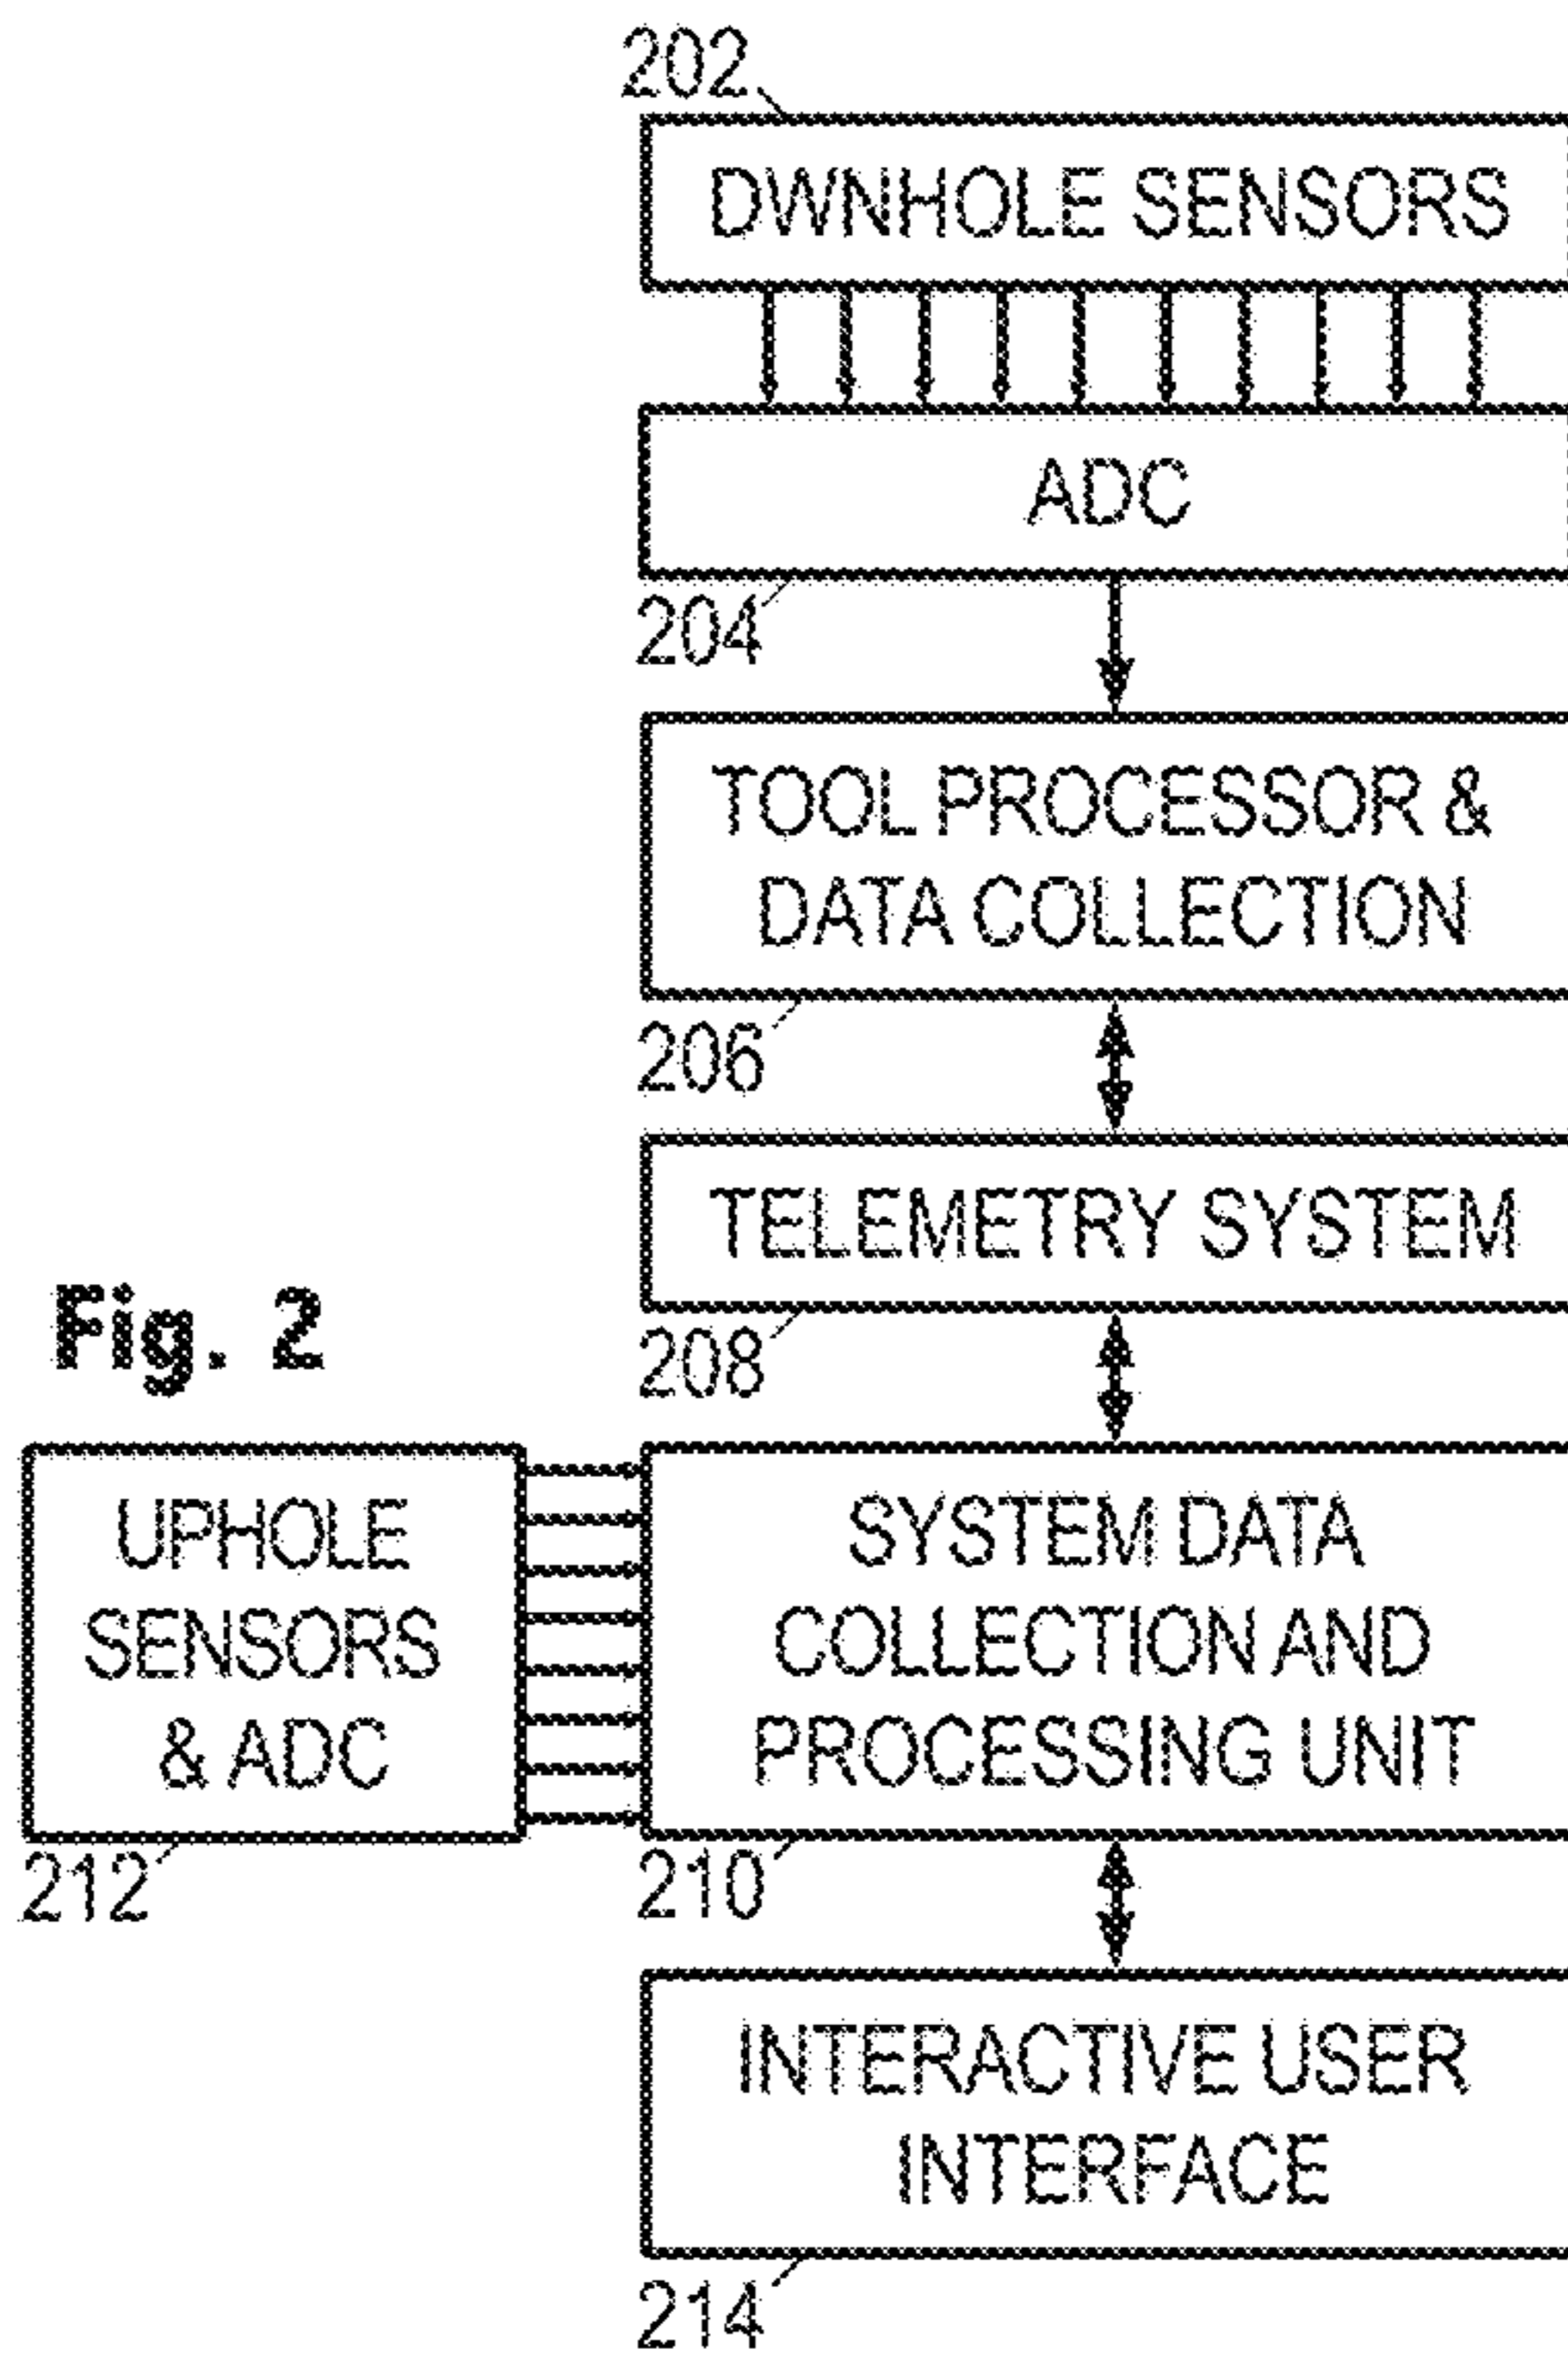 202
DWNHOLE SENSORS
ADC
204
TOOL PROCESSOR &
DATA COLLECTION
206
TELEMETRY SYSTEM
Fig. 2
208
UPHOLE
SENSORS
& ADC
SYSTEM DATA
COLLECTION AND
PROCESSING UNIT
212
210
INTERACTIVE USER
INTERFACE
214